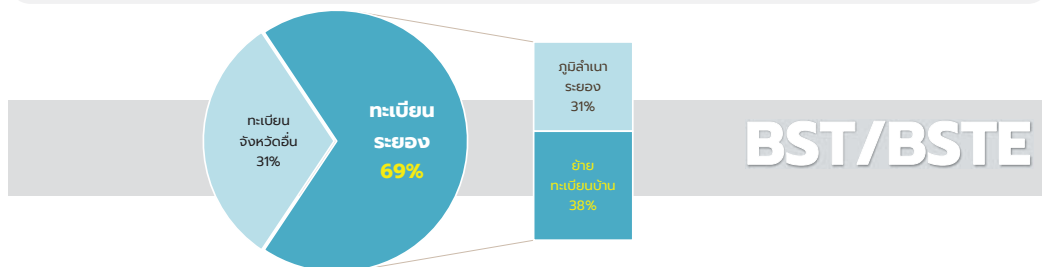 ทะเบียน
จังหวัดอื่น
31%
ทะเบียน
ระยอง
69%
ภูมิลำเนา
ระยอง
31%
ย้าย
ทะเบียนบ้าน
38%
BST/BSTE